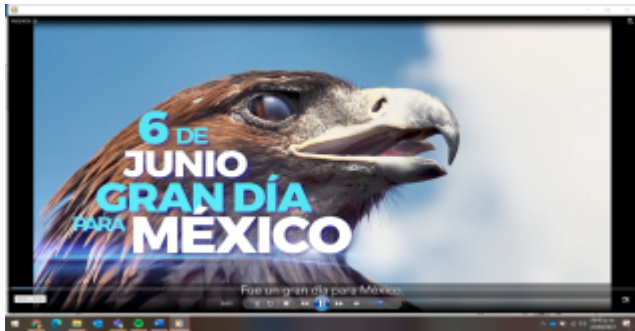 6 DE
JUNIO
GRAN DÍA
PARA MÉXICO
Fue un gran día para México.